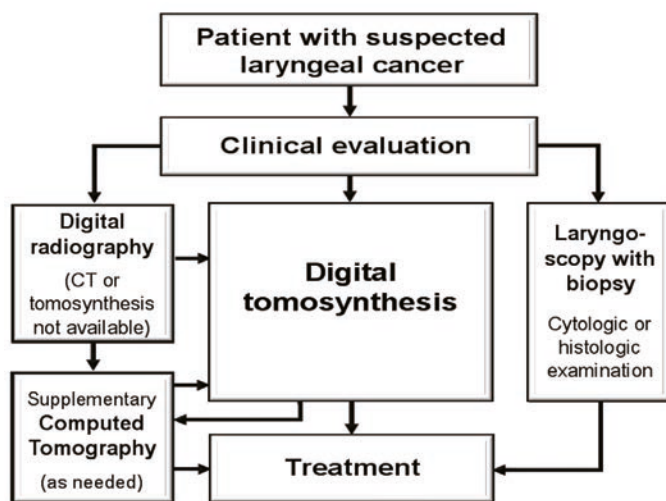 Patient with suspected
laryngeal cancer
Clinical evaluation
Digital
radiography
(CT or
tomosynthesis
not available)
Digital
tomosynthesis
Laryngo-
scopy with
biopsy
Cytologic or
histologic
examination
Supplementary
Computed
Tomography
(as needed)
Treatment